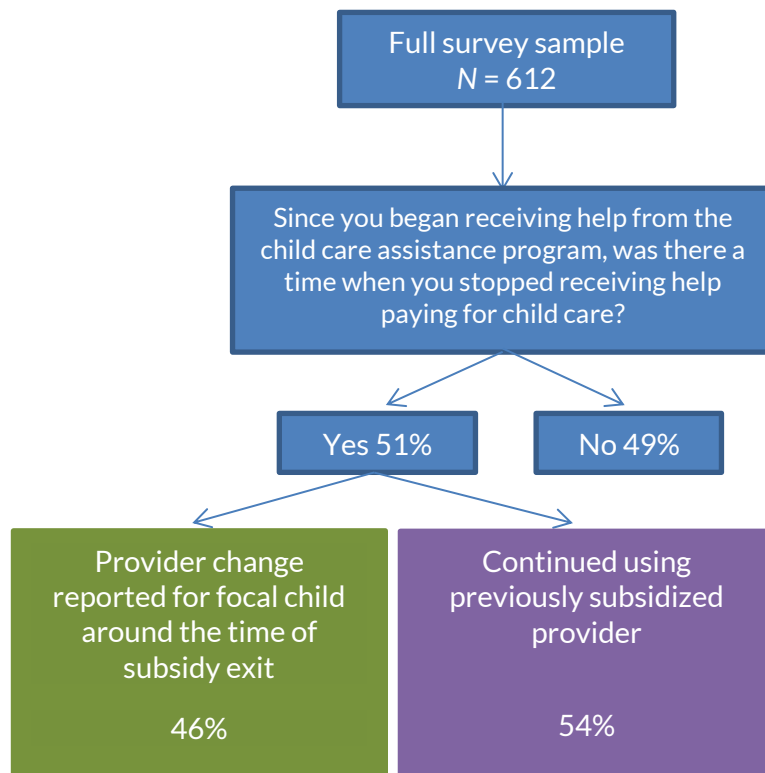 Full survey sample
N = 612
Since you began receiving help from the
child care assistance program, was there a
time when you stopped receiving help
paying for child care?
Yes 51%
No 49%
Provider change
reported for focal child
around the time of
subsidy exit
46%
Continued using
previously subsidized
provider
54%